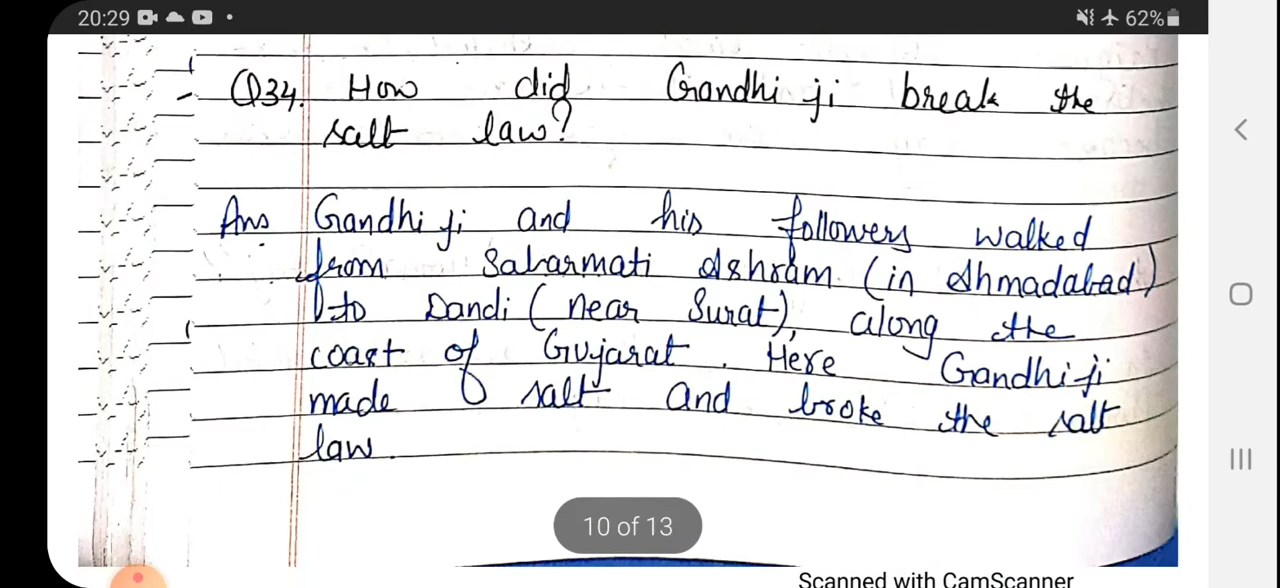 20:29
62%
Q34. How did Gandhi ji break the
salt law?
Ans Gandhi ji and his followers walked
from Sabarmati Ashram (in Ahmadabad)
to Dandi (near Surat), along the
coast of Gujarat. Here Gandhi ji
made salt and broke the salt
law.
10 of 13
Scanned with CamScanner